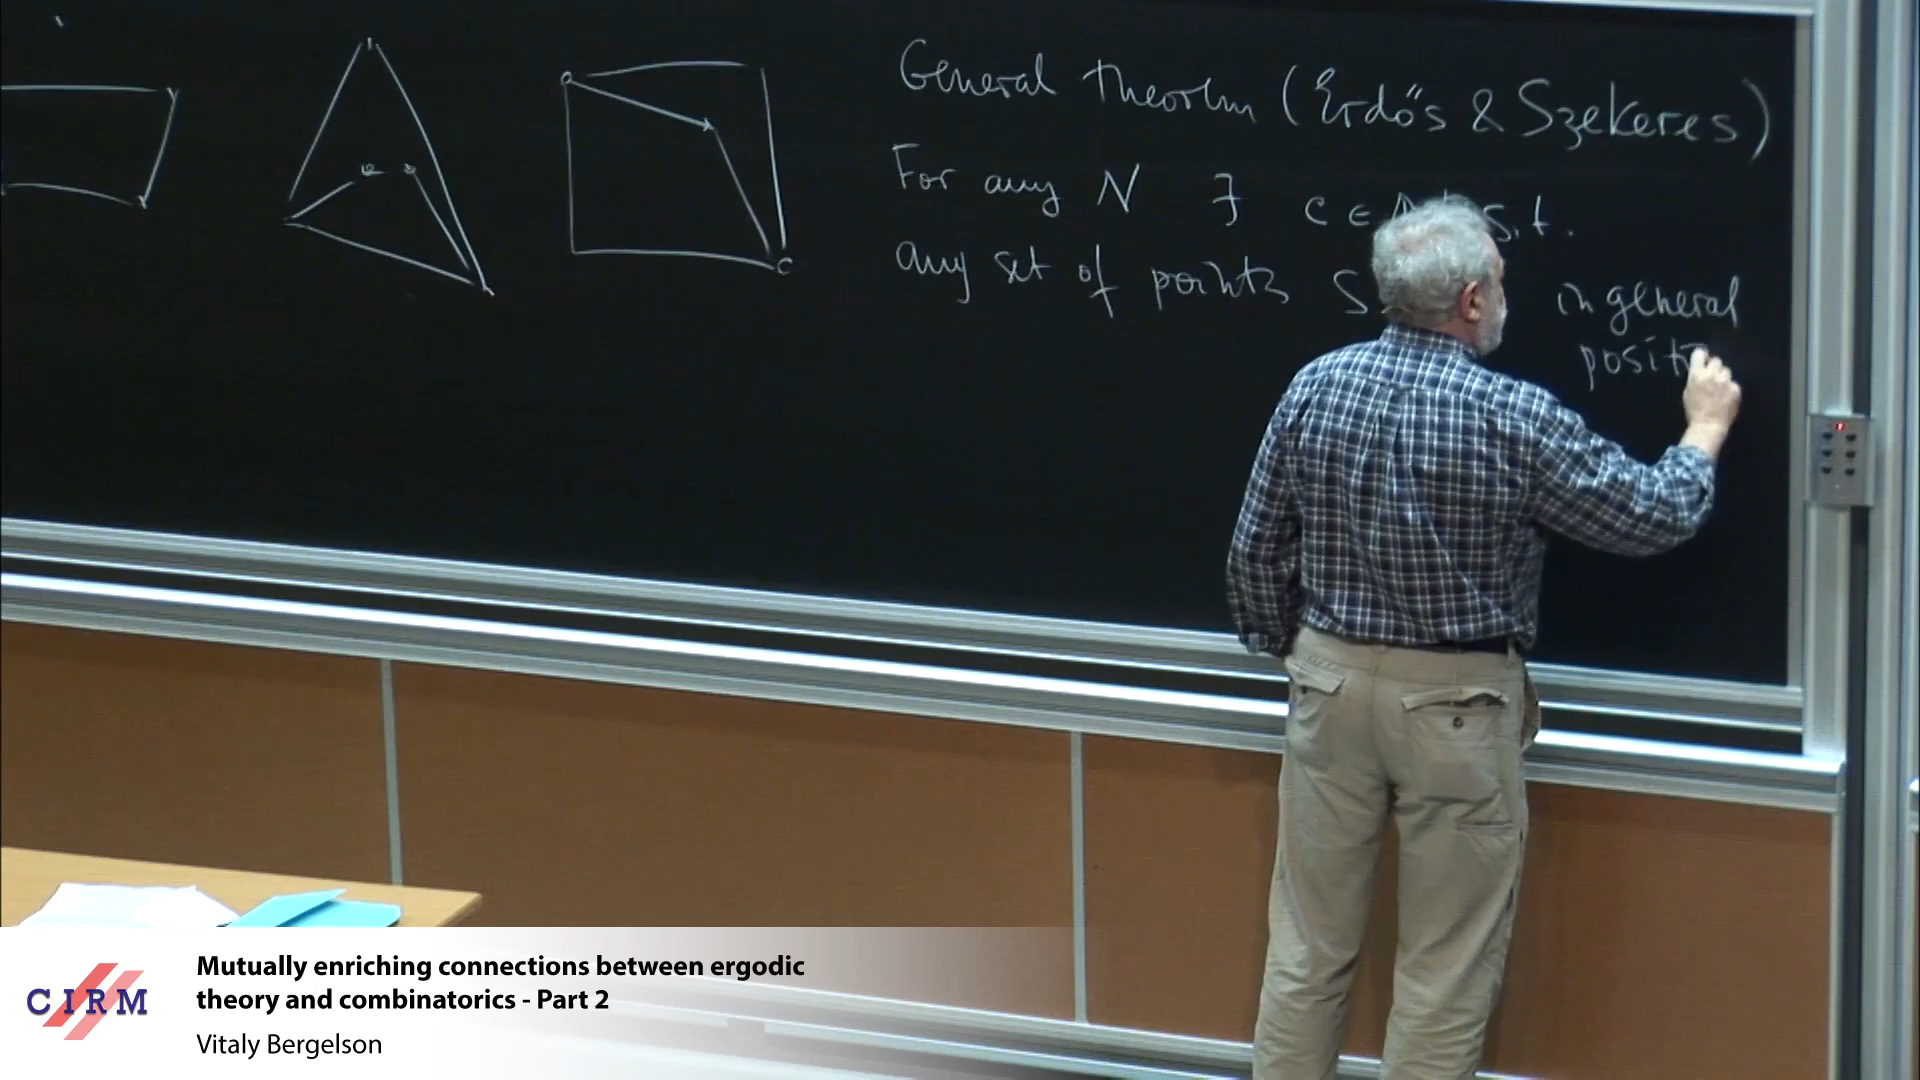 General theorem (Erdős & Szekeres)
For any N ∃ c ∈ s.t.
any set of points S in general
posit
CIRM
Mutually enriching connections between ergodic
theory and combinatorics - Part 2
Vitaly Bergelson